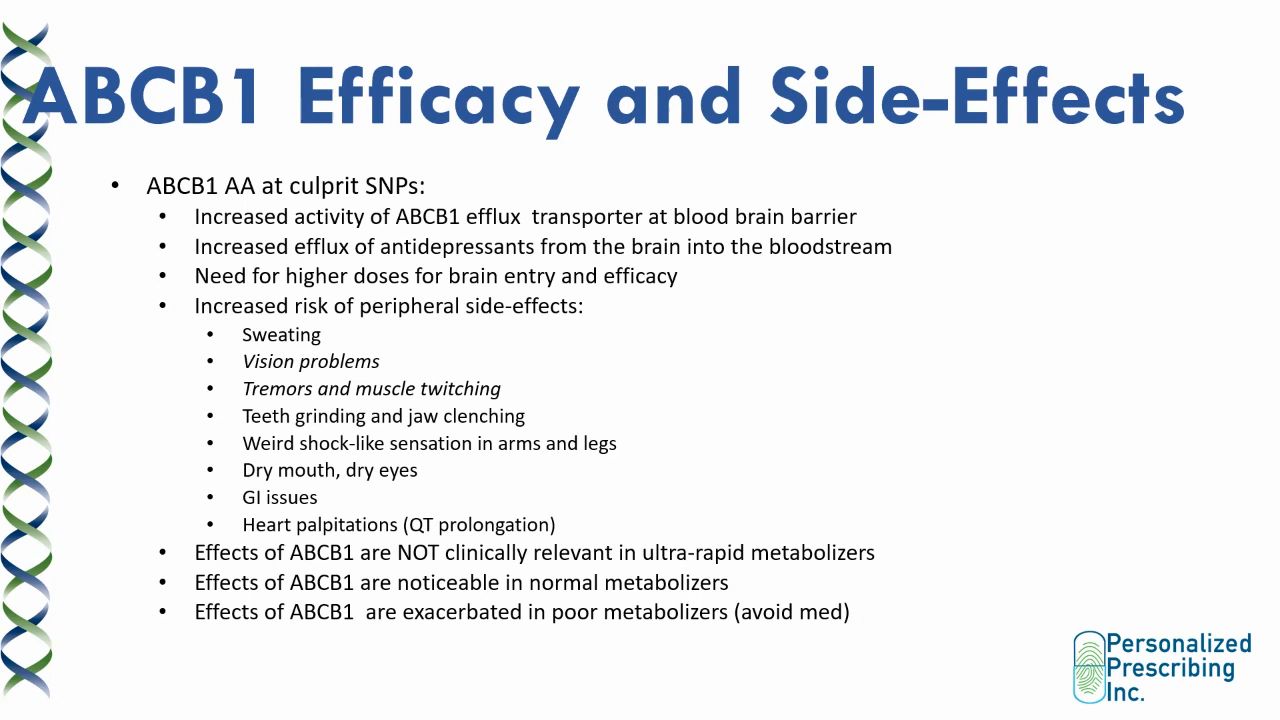 ABCB1 Efficacy and Side-Effects
• ABCB1 AA at culprit SNPs:
• Increased activity of ABCB1 efflux  transporter at blood brain barrier
• Increased efflux of antidepressants from the brain into the bloodstream
• Need for higher doses for brain entry and efficacy
• Increased risk of peripheral side-effects:
• Sweating
• Vision problems
• Tremors and muscle twitching
• Teeth grinding and jaw clenching
• Weird shock-like sensation in arms and legs
• Dry mouth, dry eyes
• GI issues
• Heart palpitations (QT prolongation)
• Effects of ABCB1 are NOT clinically relevant in ultra-rapid metabolizers
• Effects of ABCB1 are noticeable in normal metabolizers
• Effects of ABCB1  are exacerbated in poor metabolizers (avoid med)
Personalized
Prescribing
Inc.